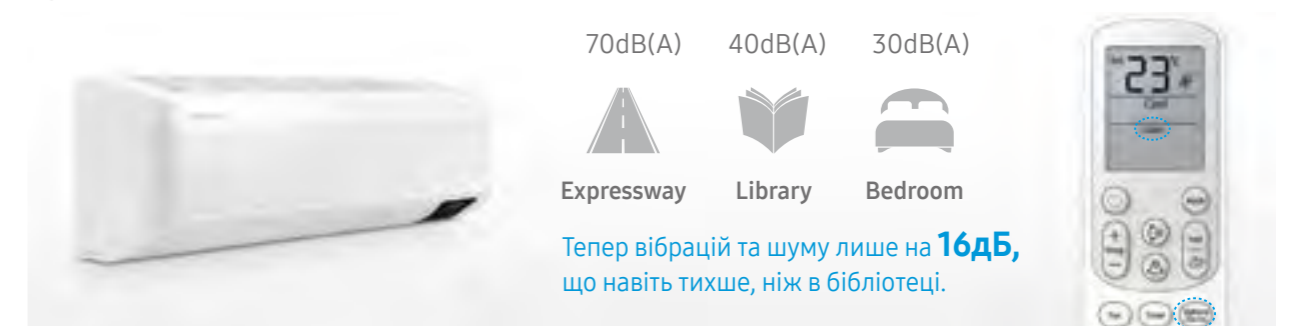 70dB(A) 40dB(A) 30dB(A)
Expressway Library Bedroom
Тепер вібрацій та шуму лише на 16дБ,
що навіть тихше, ніж в бібліотеці.
23
Cool